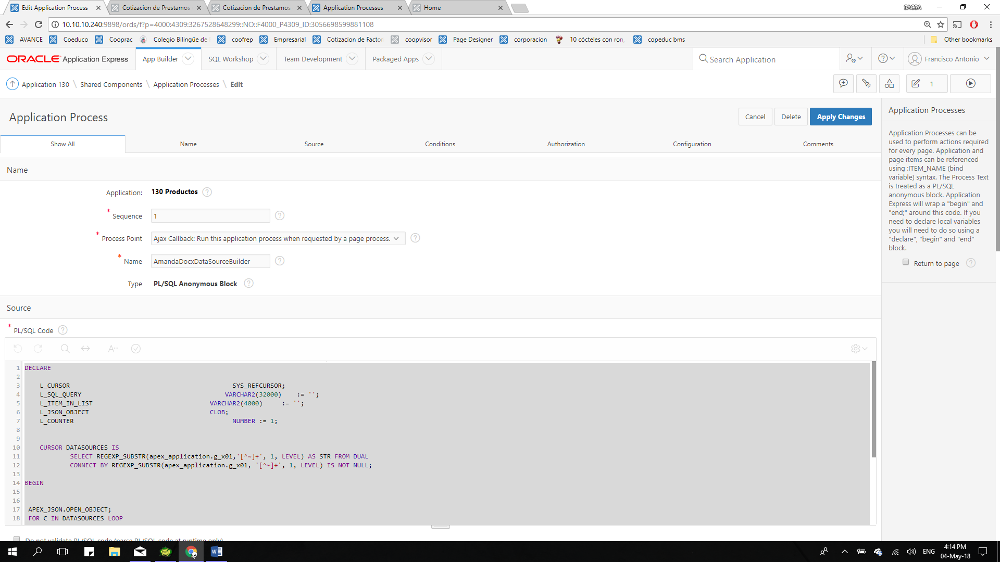 Edit Application Process
Cotizacion de Prestamos
Cotizacion de Prestamos
Application Processes
Home
SACSA
10.10.10.240:9898/ords/f?p=4000:4309:3267528648299::NO::F4000_P4309_ID:3056698599881108
AVANCE
Coeduco
Cooprac
Colegio Bilingüe de
coofrep
Empresarial
Cotizacion de Factor
coopvisor
Page Designer
corporacion
10 cócteles con ron,
copeduc bms
Other bookmarks
ORACLE Application Express
App Builder
SQL Workshop
Team Development
Packaged Apps
Search Application
Francisco Antonio
Application 130 \ Shared Components \ Application Processes \ Edit
1
Application Process
Cancel
Delete
Apply Changes
Show All
Name
Source
Conditions
Authorization
Configuration
Comments
Name
Application: 130 Productos
* Sequence 1
* Process Point Ajax Callback: Run this application process when requested by a page process.
* Name AmandaDocxDataSourceBuilder
Type PL/SQL Anonymous Block
Source
* PL/SQL Code
1 DECLARE
2
3 L_CURSOR SYS_REFCURSOR;
4 L_SQL_QUERY VARCHAR2(32000) := '';
5 L_ITEM_IN_LIST VARCHAR2(4000) := '';
6 L_JSON_OBJECT CLOB;
7 L_COUNTER NUMBER := 1;
8
9
10 CURSOR DATASOURCES IS
11 SELECT REGEXP_SUBSTR(apex_application.g_x01,'[^~]+', 1, LEVEL) AS STR FROM DUAL
12 CONNECT BY REGEXP_SUBSTR(apex_application.g_x01, '[^~]+', 1, LEVEL) IS NOT NULL;
13
14 BEGIN
15
16
17 APEX_JSON.OPEN_OBJECT;
18 FOR C IN DATASOURCES LOOP
Do not validate PL/SQL code (parse PL/SQL code at runtime only)
Application Processes
Application Processes can be
used to perform actions required
for every page. Application and
page items can be referenced
using :ITEM_NAME (bind
variable) syntax. The Process Text
is treated as a PL/SQL
anonymous block. Application
Express will wrap a "begin" and
"end;" around this code. If you
need to declare local variables
you will need to do so using a
"declare", "begin" and "end"
block.
Return to page
ENG
4:14 PM
04-May-18